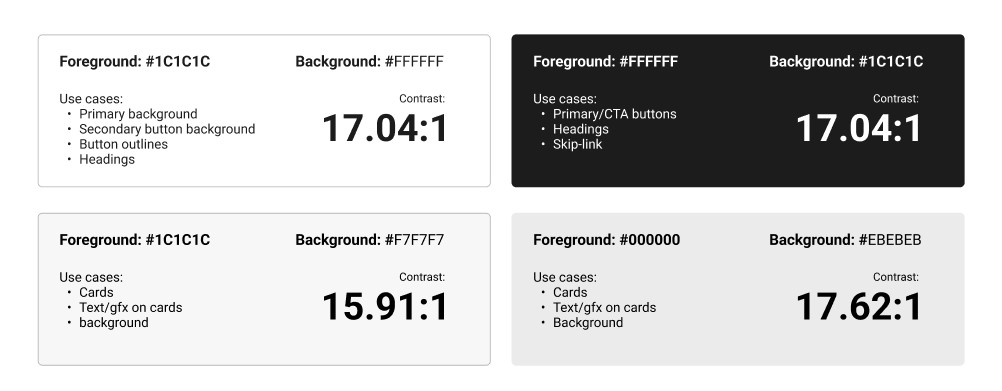 Foreground: #1C1C1C Background: #FFFFFF
Use cases:
Contrast:
• Primary background
• Secondary button background
• Button outlines
• Headings
17.04:1
Foreground: #FFFFFF Background: #1C1C1C
Use cases:
Contrast:
• Primary/CTA buttons
• Headings
• Skip-link
17.04:1
Foreground: #1C1C1C Background: #F7F7F7
Use cases:
Contrast:
• Cards
• Text/gfx on cards
• background
15.91:1
Foreground: #000000 Background: #EBEBEB
Use cases:
Contrast:
• Cards
• Text/gfx on cards
• Background
17.62:1